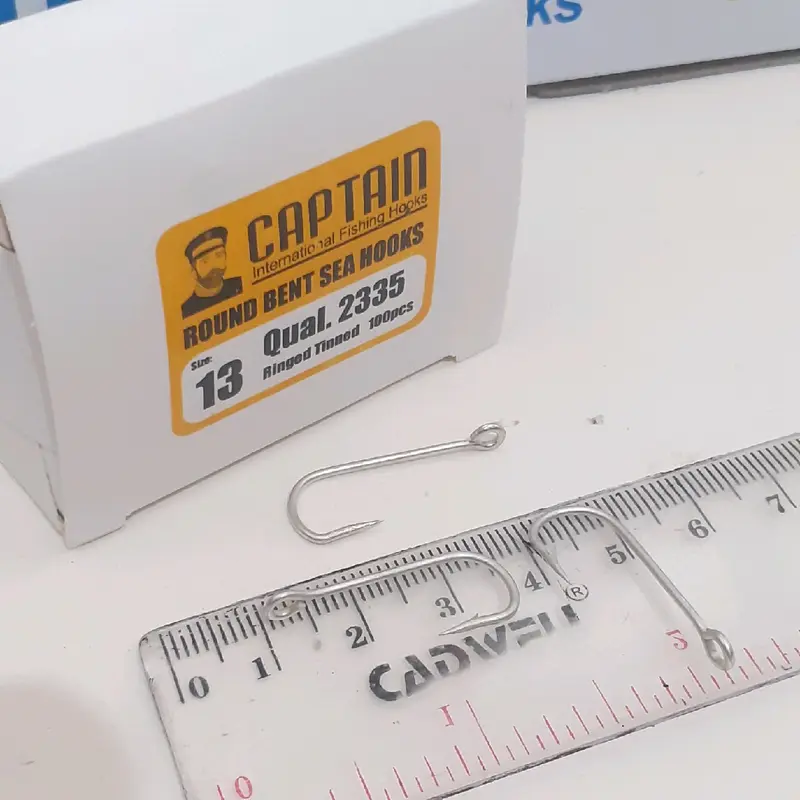 KS
CAPTAIN
International Fishing Hooks
ROUND BENT SEA HOOKS
Size:
13
Qual. 2335
Ringed Tinned 100pcs
0 1 2 3 4 5 6 7
CADWELL ®
0 1 2